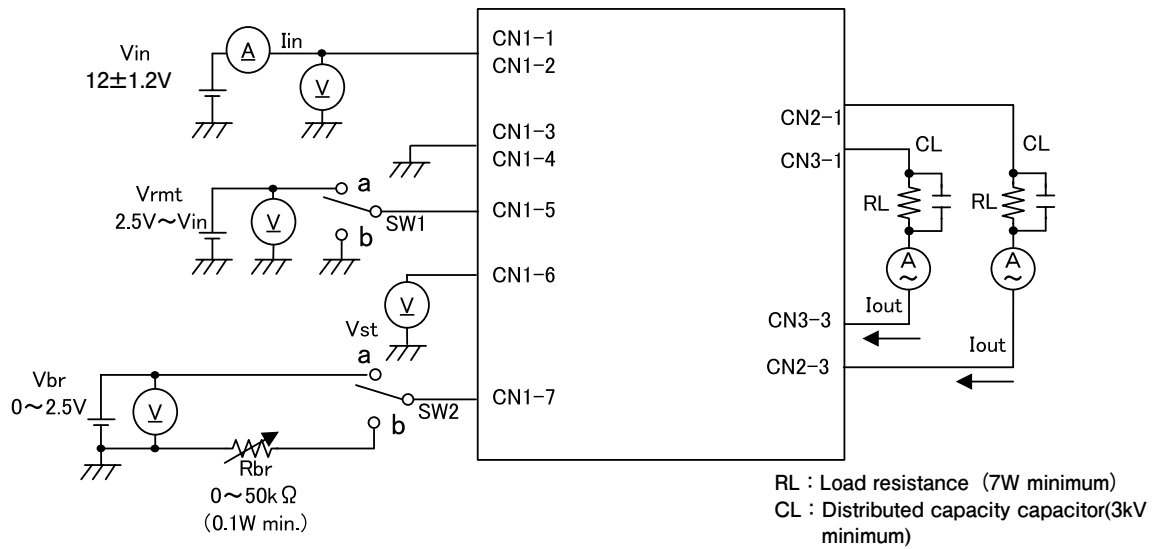 Vin
12±1.2V
A
Iin
V
CN1-1
CN1-2
CN1-3
CN1-4
Vrmt
2.5V～Vin
V
a
b
SW1
CN1-5
CN1-6
V
Vst
Vbr
0～2.5V
V
a
b
SW2
CN1-7
Rbr
0～50kΩ
(0.1W min.)
CN2-1
CN3-1
CL
CL
RL
RL
A
～
A
～
Iout
Iout
CN3-3
CN2-3
RL：Load resistance (7W minimum)
CL：Distributed capacity capacitor(3kV
minimum)